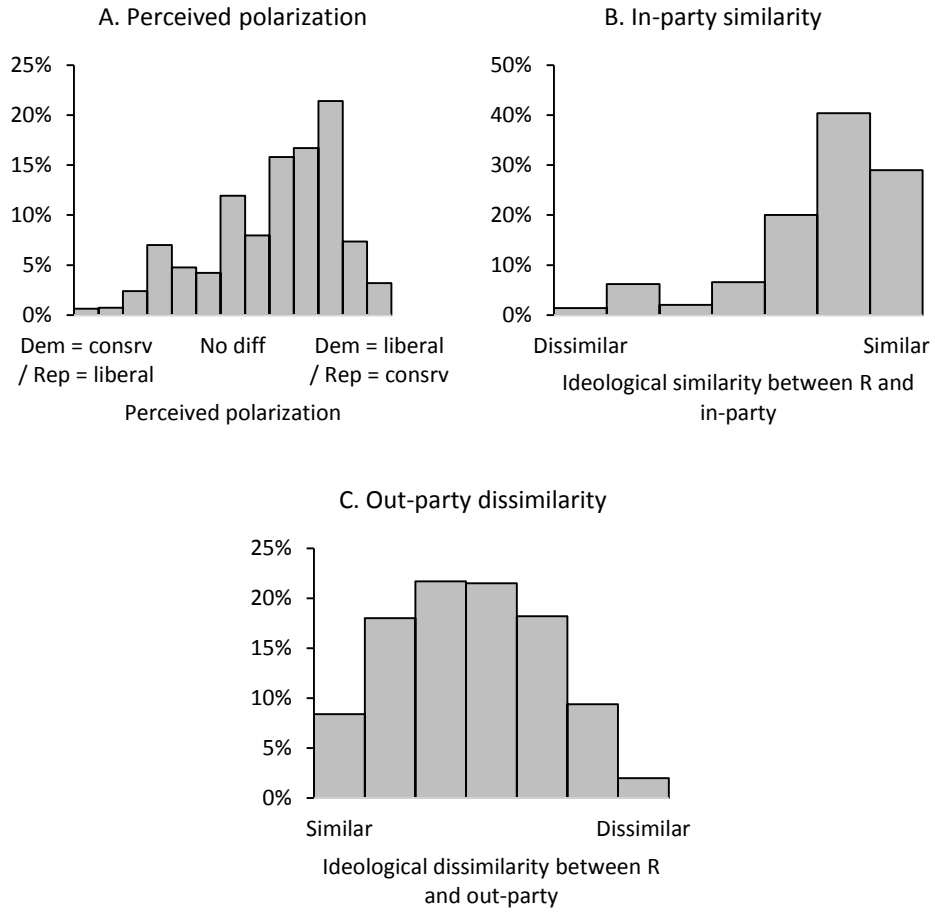 A. Perceived polarization
25%
20%
15%
10%
5%
0%
Dem = consrv No diff Dem = liberal
/ Rep = liberal / Rep = consrv
Perceived polarization
B. In-party similarity
50%
40%
30%
20%
10%
0%
Dissimilar Similar
Ideological similarity between R and
in-party
C. Out-party dissimilarity
25%
20%
15%
10%
5%
0%
Similar Dissimilar
Ideological dissimilarity between R
and out-party